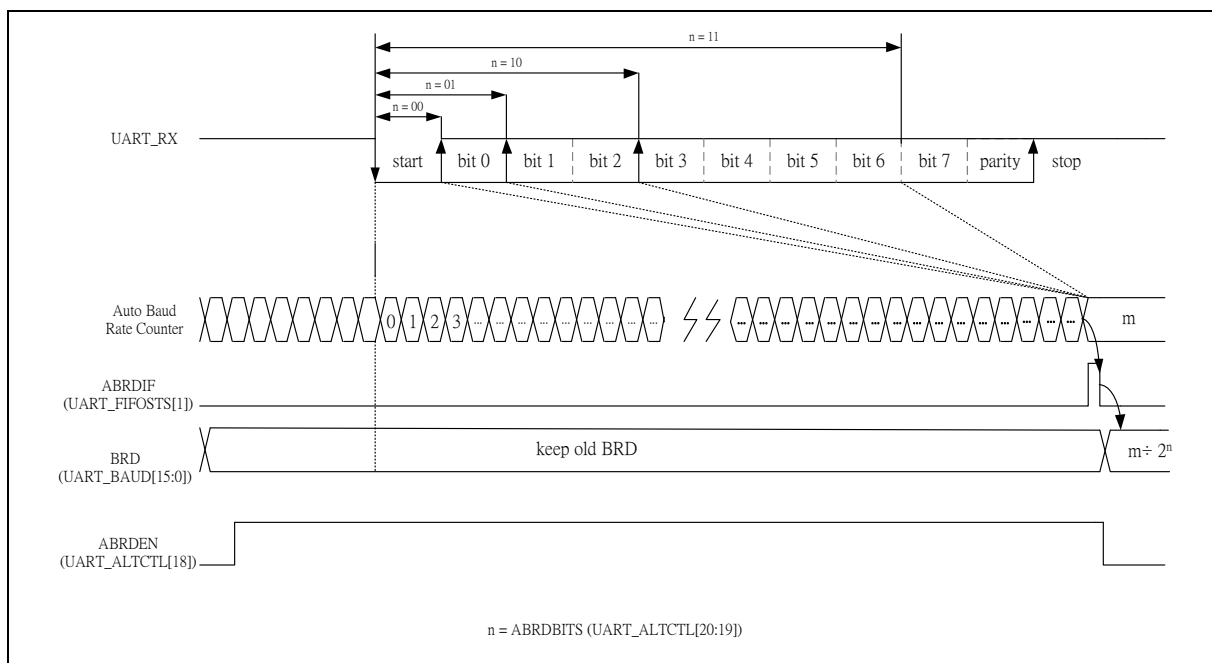 n = 11
n = 10
n = 01
n = 00
UART_RX
start bit 0 bit 1 bit 2 bit 3 bit 4 bit 5 bit 6 bit 7 parity stop
Auto Baud
Rate Counter
0 1 2 3 ... ... ... ... ... ... ... ... ... ... ... ... ... ... ... ... ... ... ... ... ... ... ... ... ... ... m
ABRDIF
(UART_FIFOSTS[1])
BRD
(UART_BAUD[15:0])
keep old BRD
m÷ 2ⁿ
ABRDEN
(UART_ALTCTL[18])
n = ABRDBITS (UART_ALTCTL[20:19])